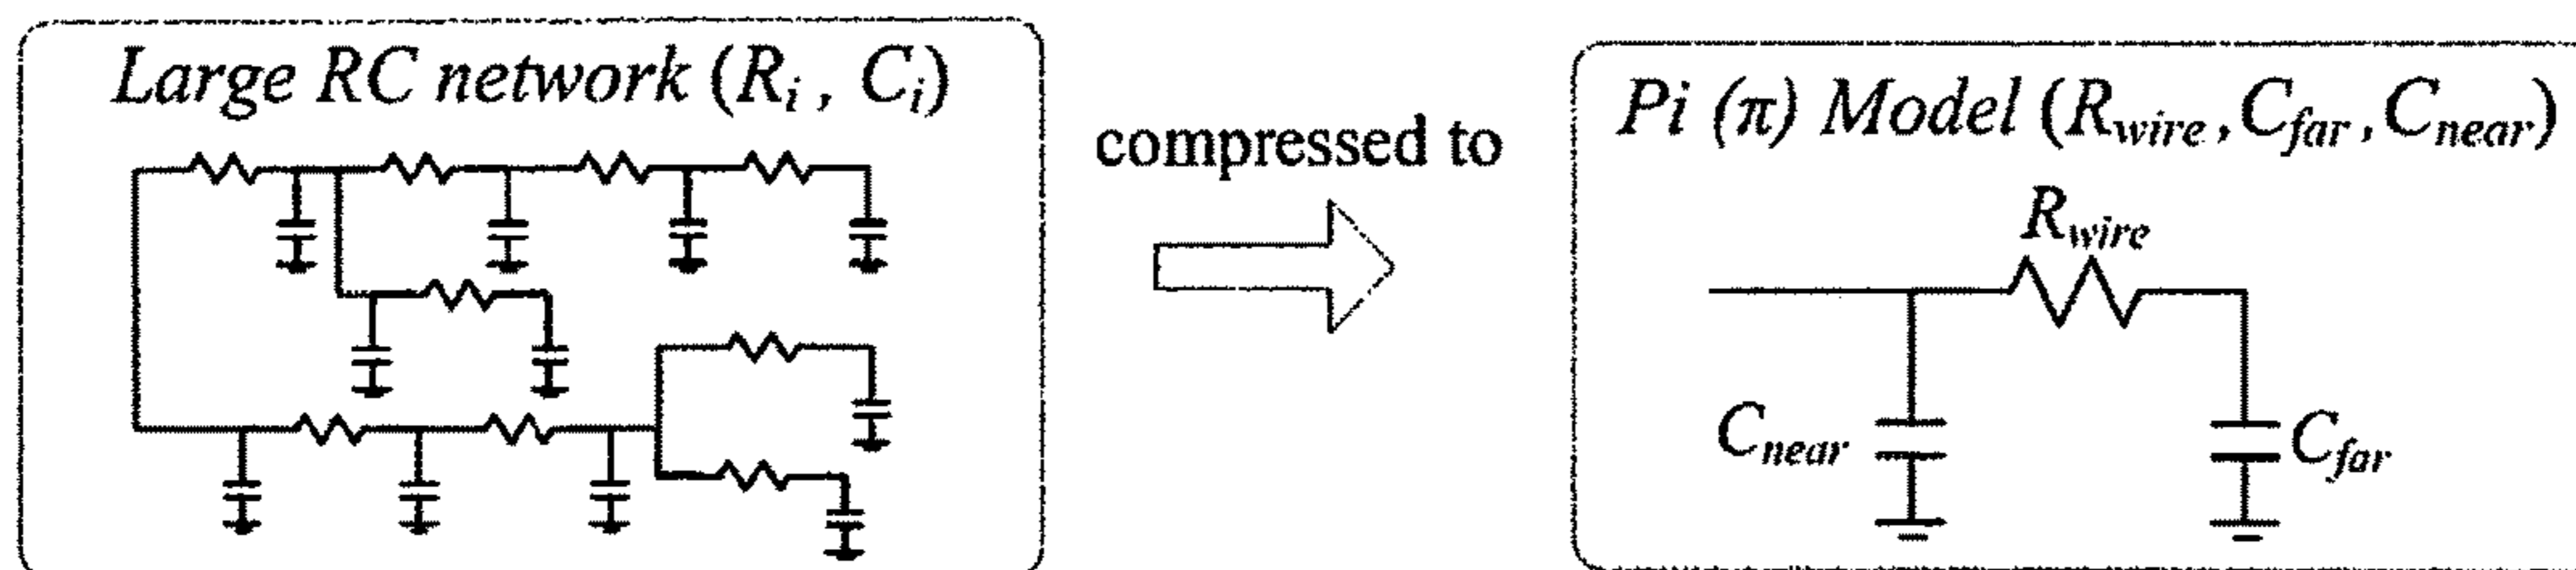 Large RC network (Ri , Ci)
compressed to
Pi (π) Model (Rwire,Cfar,Cnear)
Rwire
Cnear
Cfar